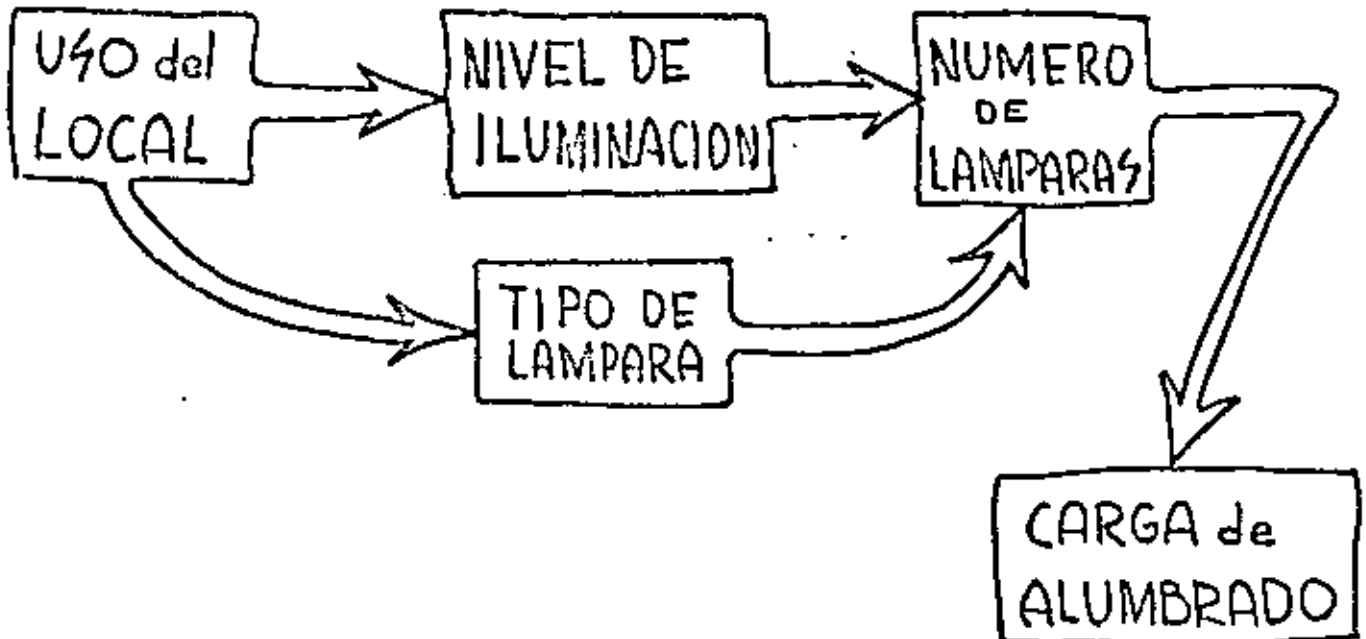 USO del
LOCAL
NIVEL DE
ILUMINACION
NUMERO
DE
LAMPARAS
TIPO DE
LAMPARA
CARGA de
ALUMBRADO